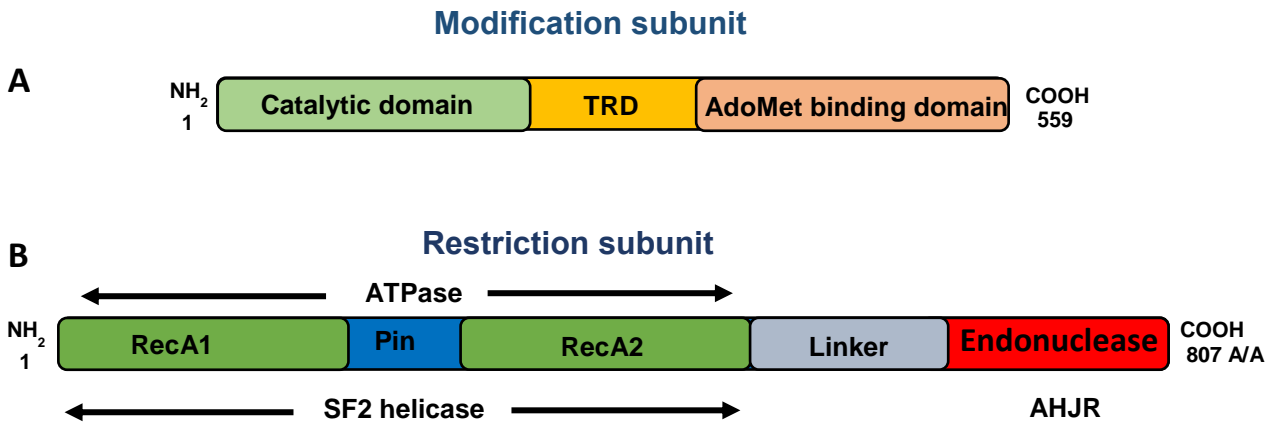 Modification subunit
A
NH2
1
Catalytic domain
TRD
AdoMet binding domain
COOH
559
Restriction subunit
B
ATPase
NH2
1
RecA1
Pin
RecA2
Linker
Endonuclease
COOH
807 A/A
SF2 helicase
AHJR